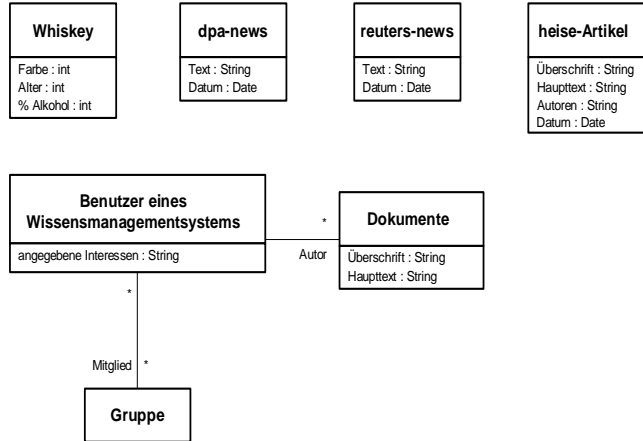 Whiskey
Farbe : int
Alter : int
% Alkohol : int
dpa-news
Text : String
Datum : Date
reuters-news
Text : String
Datum : Date
heise-Artikel
Überschrift : String
Haupttext : String
Autoren : String
Datum : Date
Benutzer eines
Wissensmanagementsystems
angegebene Interessen : String
*
Autor
Dokumente
Überschrift : String
Haupttext : String
*
Mitglied
*
Gruppe